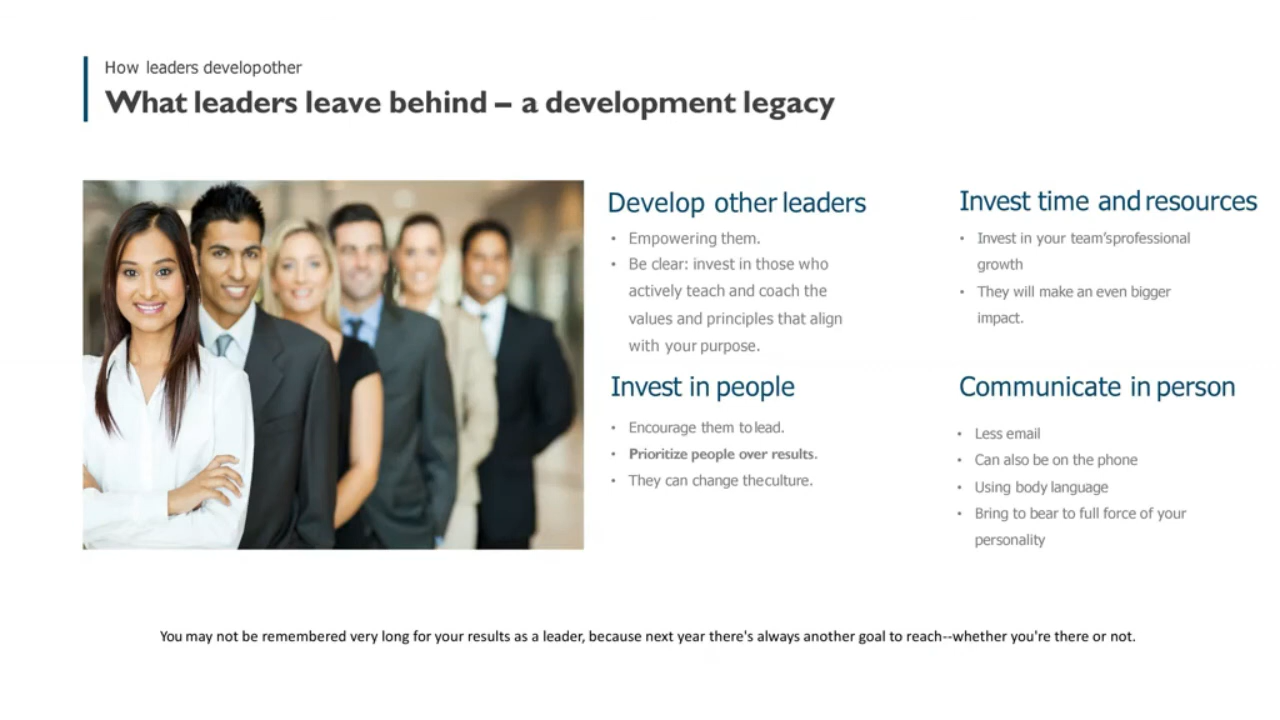 How leaders developother
What leaders leave behind – a development legacy
Develop other leaders
• Empowering them.
• Be clear: invest in those who
actively teach and coach the
values and principles that align
with your purpose.
Invest time and resources
• Invest in your team'sprofessional
growth
• They will make an even bigger
impact.
Invest in people
• Encourage them to lead.
• Prioritize people over results.
• They can change theculture.
Communicate in person
• Less email
• Can also be on the phone
• Using body language
• Bring to bear to full force of your
personality
You may not be remembered very long for your results as a leader, because next year there's always another goal to reach--whether you're there or not.